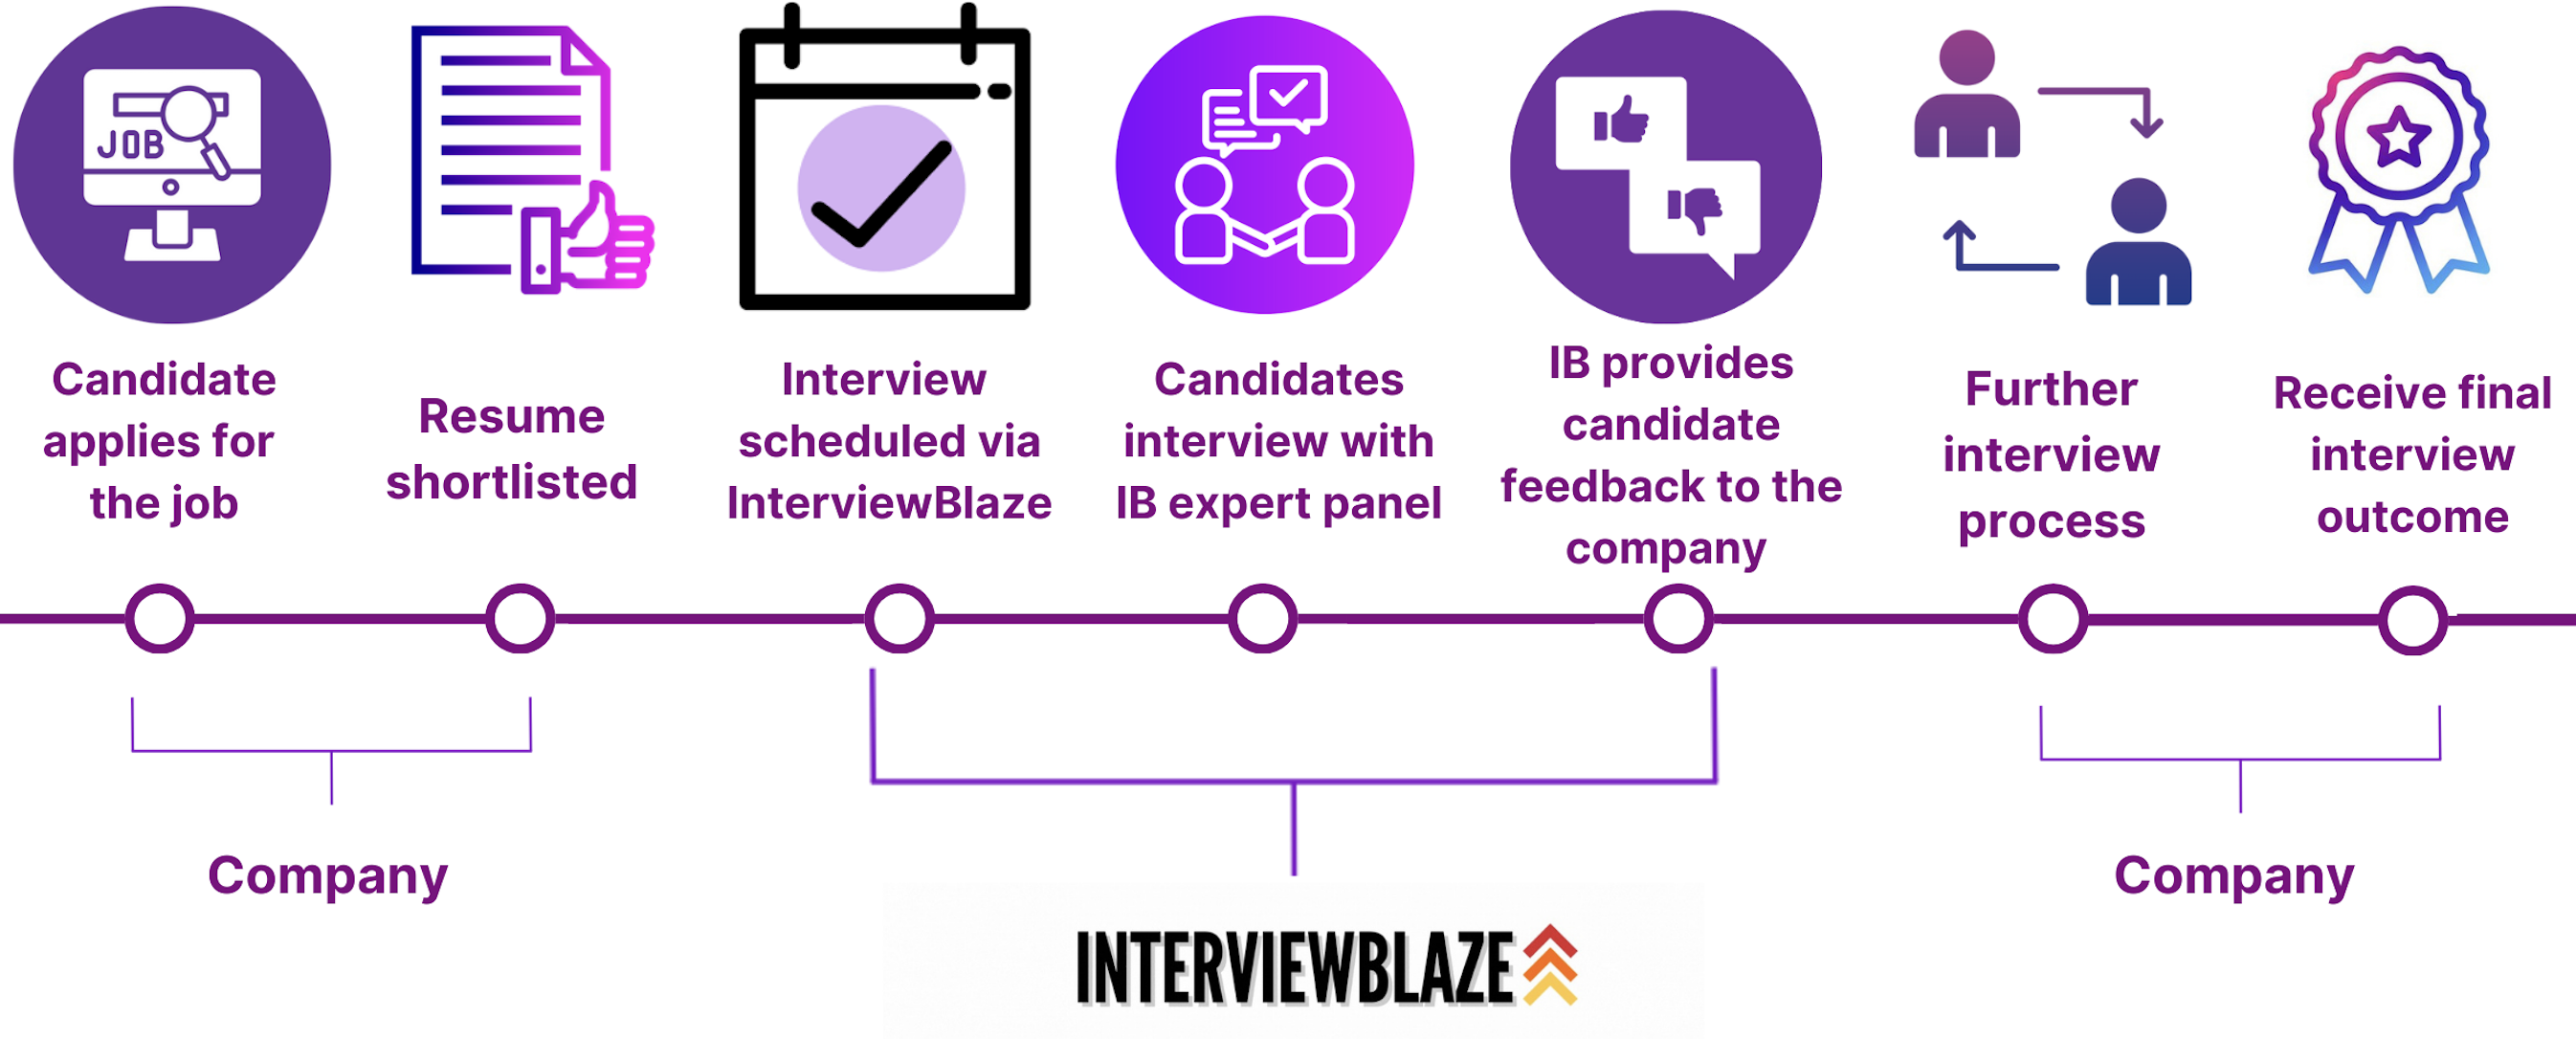 JOB
Candidate
applies for
the job
Resume
shortlisted
Interview
scheduled via
InterviewBlaze
Candidates
interview with
IB expert panel
IB provides
candidate
feedback to the
company
Further
interview
process
Receive final
interview
outcome
Company
INTERVIEWBLAZE
Company